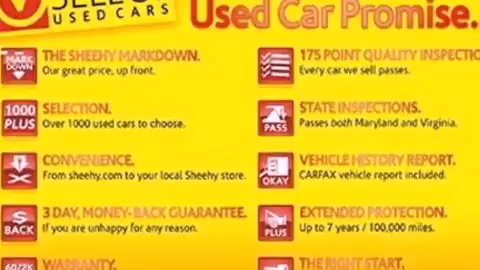 SELECT
USED CARS
Used Car Promise.
MARK
DOWN
THE SHEEHY MARKDOWN.
Our great price, up front.
1000
PLUS
SELECTION.
Over 1000 used cars to choose.
CONVENIENCE.
From sheehy.com to your local Sheehy store.
$
BACK
3 DAY, MONEY-BACK GUARANTEE.
If you are unhappy for any reason.
WARRANTY.
175 POINT QUALITY INSPECTIO
Every car we sell passes.
PASS
STATE INSPECTIONS.
Passes both Maryland and Virginia.
OKAY
VEHICLE HISTORY REPORT.
CARFAX vehicle report included.
PLUS
EXTENDED PROTECTION.
Up to 7 years / 100,000 miles.
THE RIGHT START.